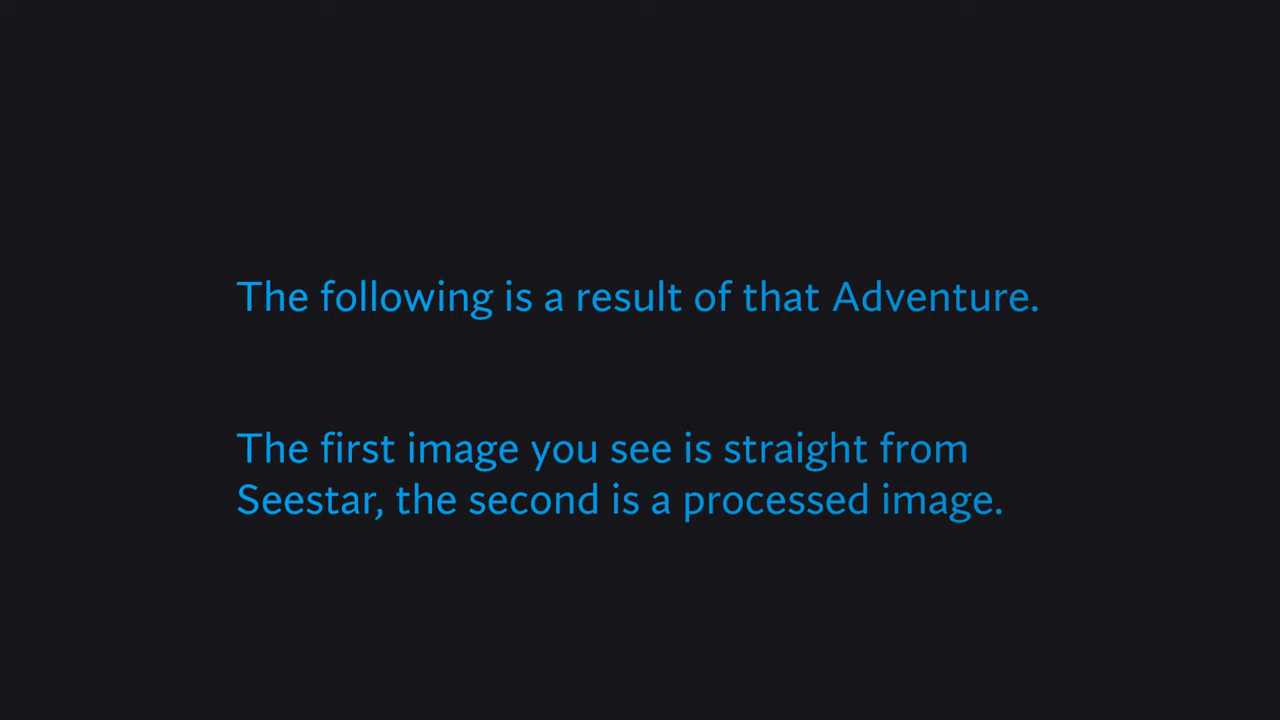 The following is a result of that Adventure.
The first image you see is straight from
Seestar, the second is a processed image.